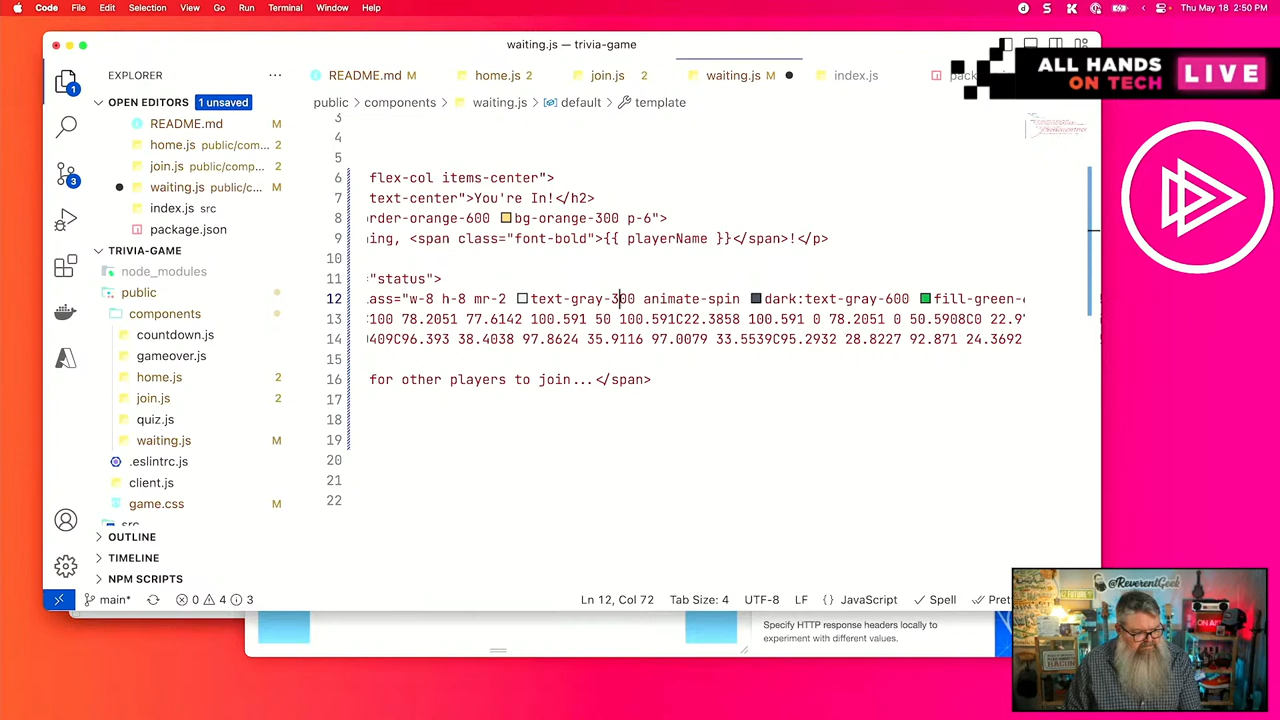 Code File Edit Selection View Go Run Terminal Window Help
Thu May 18 2:50 PM
waiting.js — trivia-game
ALL HANDS
ON TECH
LIVE
EXPLORER
README.md M
home.js 2
join.js 2
waiting.js M
index.js
OPEN EDITORS 1 unsaved
public > components > waiting.js > default > template
README.md M
home.js public/com... 2
join.js public/comp... 2
waiting.js public/c... M
index.js src
package.json
TRIVIA-GAME
node_modules
public
components
countdown.js
gameover.js
home.js 2
join.js 2
quiz.js
waiting.js M
.eslintrc.js
client.js
game.css M
src
OUTLINE
TIMELINE
NPM SCRIPTS
3
4
5
6 flex-col items-center">
7 text-center">You're In!</h2>
8 order-orange-600 bg-orange-300 p-6">
9 ing, <span class="font-bold">{{ playerName }}</span>!</p>
10
11 ="status">
12 lass="w-8 h-8 mr-2 text-gray-300 animate-spin dark:text-gray-600 fill-green-6
13 C100 78.2051 77.6142 100.591 50 100.591C22.3858 100.591 0 78.2051 0 50.5908C0 22.9
14 0409C96.393 38.4038 97.8624 35.9116 97.0079 33.5539C95.2932 28.8227 92.871 24.3692
15
16 for other players to join...</span>
17
18
19
20
21
22
main* 0 4 3
Ln 12, Col 72 Tab Size: 4 UTF-8 LF {} JavaScript Spell
Specify HTTP response headers locally to
experiment with different values.
@ReverentGeek